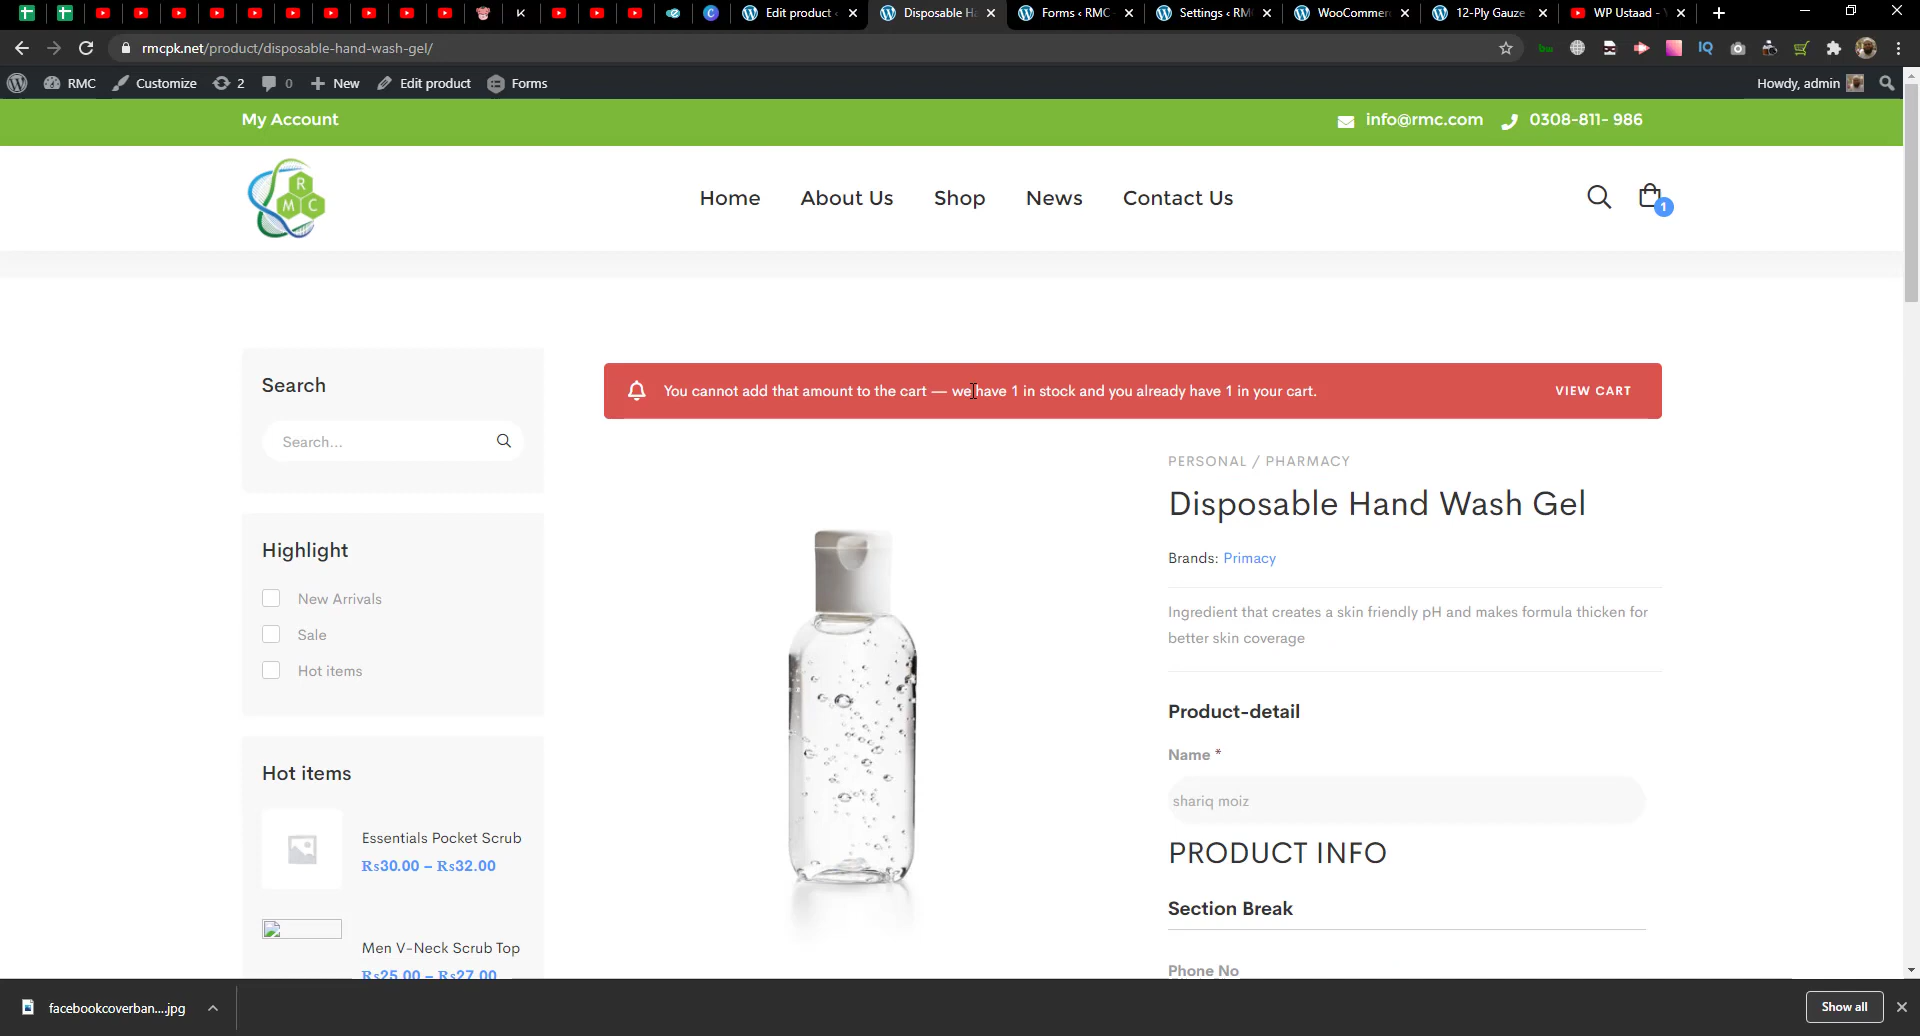 Edit product ‹
Disposable Ha
Forms ‹ RMC
Settings ‹ RM
WooCommer
12-Ply Gauze
WP Ustaad -
rmcpk.net/product/disposable-hand-wash-gel/
RMC
Customize
2
0
New
Edit product
Forms
Howdy, admin
My Account
info@rmc.com
0308-811- 986
R
M C
Home
About Us
Shop
News
Contact Us
1
Search
Search...
Highlight
New Arrivals
Sale
Hot items
Hot items
Essentials Pocket Scrub
₨30.00 – ₨32.00
Men V-Neck Scrub Top
₨25.00 – ₨27.00
You cannot add that amount to the cart — we have 1 in stock and you already have 1 in your cart.
VIEW CART
PERSONAL / PHARMACY
Disposable Hand Wash Gel
Brands: Primacy
Ingredient that creates a skin friendly pH and makes formula thicken for
better skin coverage
Product-detail
Name *
shariq moiz
PRODUCT INFO
Section Break
Phone No
facebookcoverban....jpg
Show all